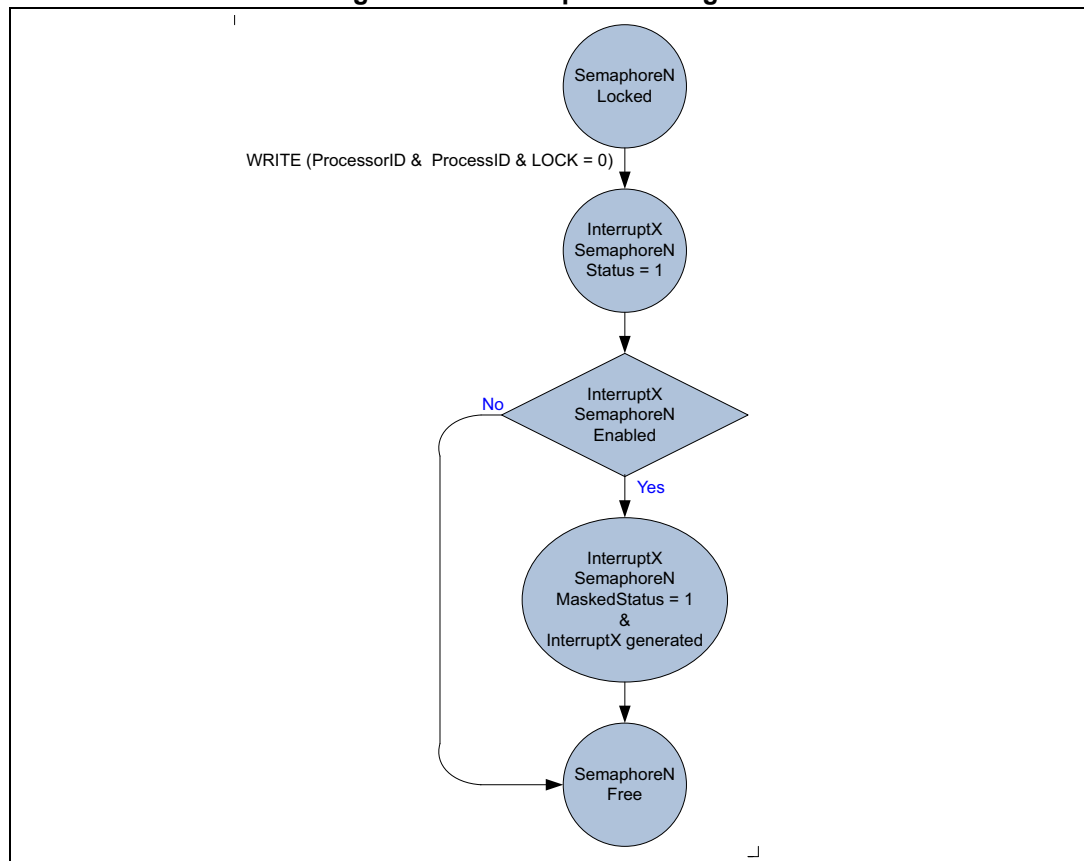 SemaphoreN
Locked
WRITE (ProcessorID & ProcessID & LOCK = 0)
InterruptX
SemaphoreN
Status = 1
InterruptX
SemaphoreN
Enabled
No
Yes
InterruptX
SemaphoreN
MaskedStatus = 1
&
InterruptX generated
SemaphoreN
Free